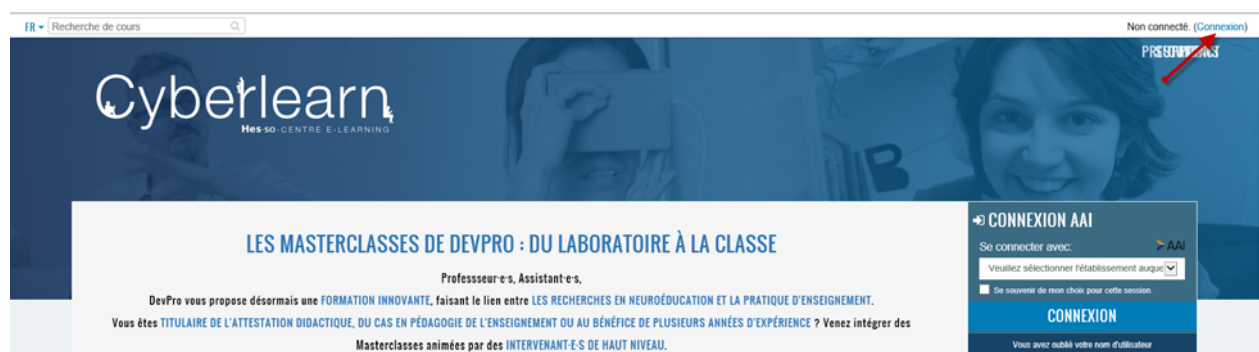 FR
Recherche de cours
Non connecté. (Connexion)
Cyberlearn
Hes·so·CENTRE E-LEARNING
CONNEXION AAI
Se connecter avec:
AAI
Veuillez sélectionner l'établissement auque
Se souvenir de mon choix pour cette session.
CONNEXION
Vous avez oublié votre nom d'utilisateur
LES MASTERCLASSES DE DEVPRO : DU LABORATOIRE À LA CLASSE
Professseur·e·s, Assistant·e·s,
DevPro vous propose désormais une FORMATION INNOVANTE, faisant le lien entre LES RECHERCHES EN NEUROÉDUCATION ET LA PRATIQUE D'ENSEIGNEMENT.
Vous êtes TITULAIRE DE L'ATTESTATION DIDACTIQUE, DU CAS EN PÉDAGOGIE DE L'ENSEIGNEMENT OU AU BÉNÉFICE DE PLUSIEURS ANNÉES D'EXPÉRIENCE ? Venez intégrer des
Masterclasses animées par des INTERVENANT·E·S DE HAUT NIVEAU.